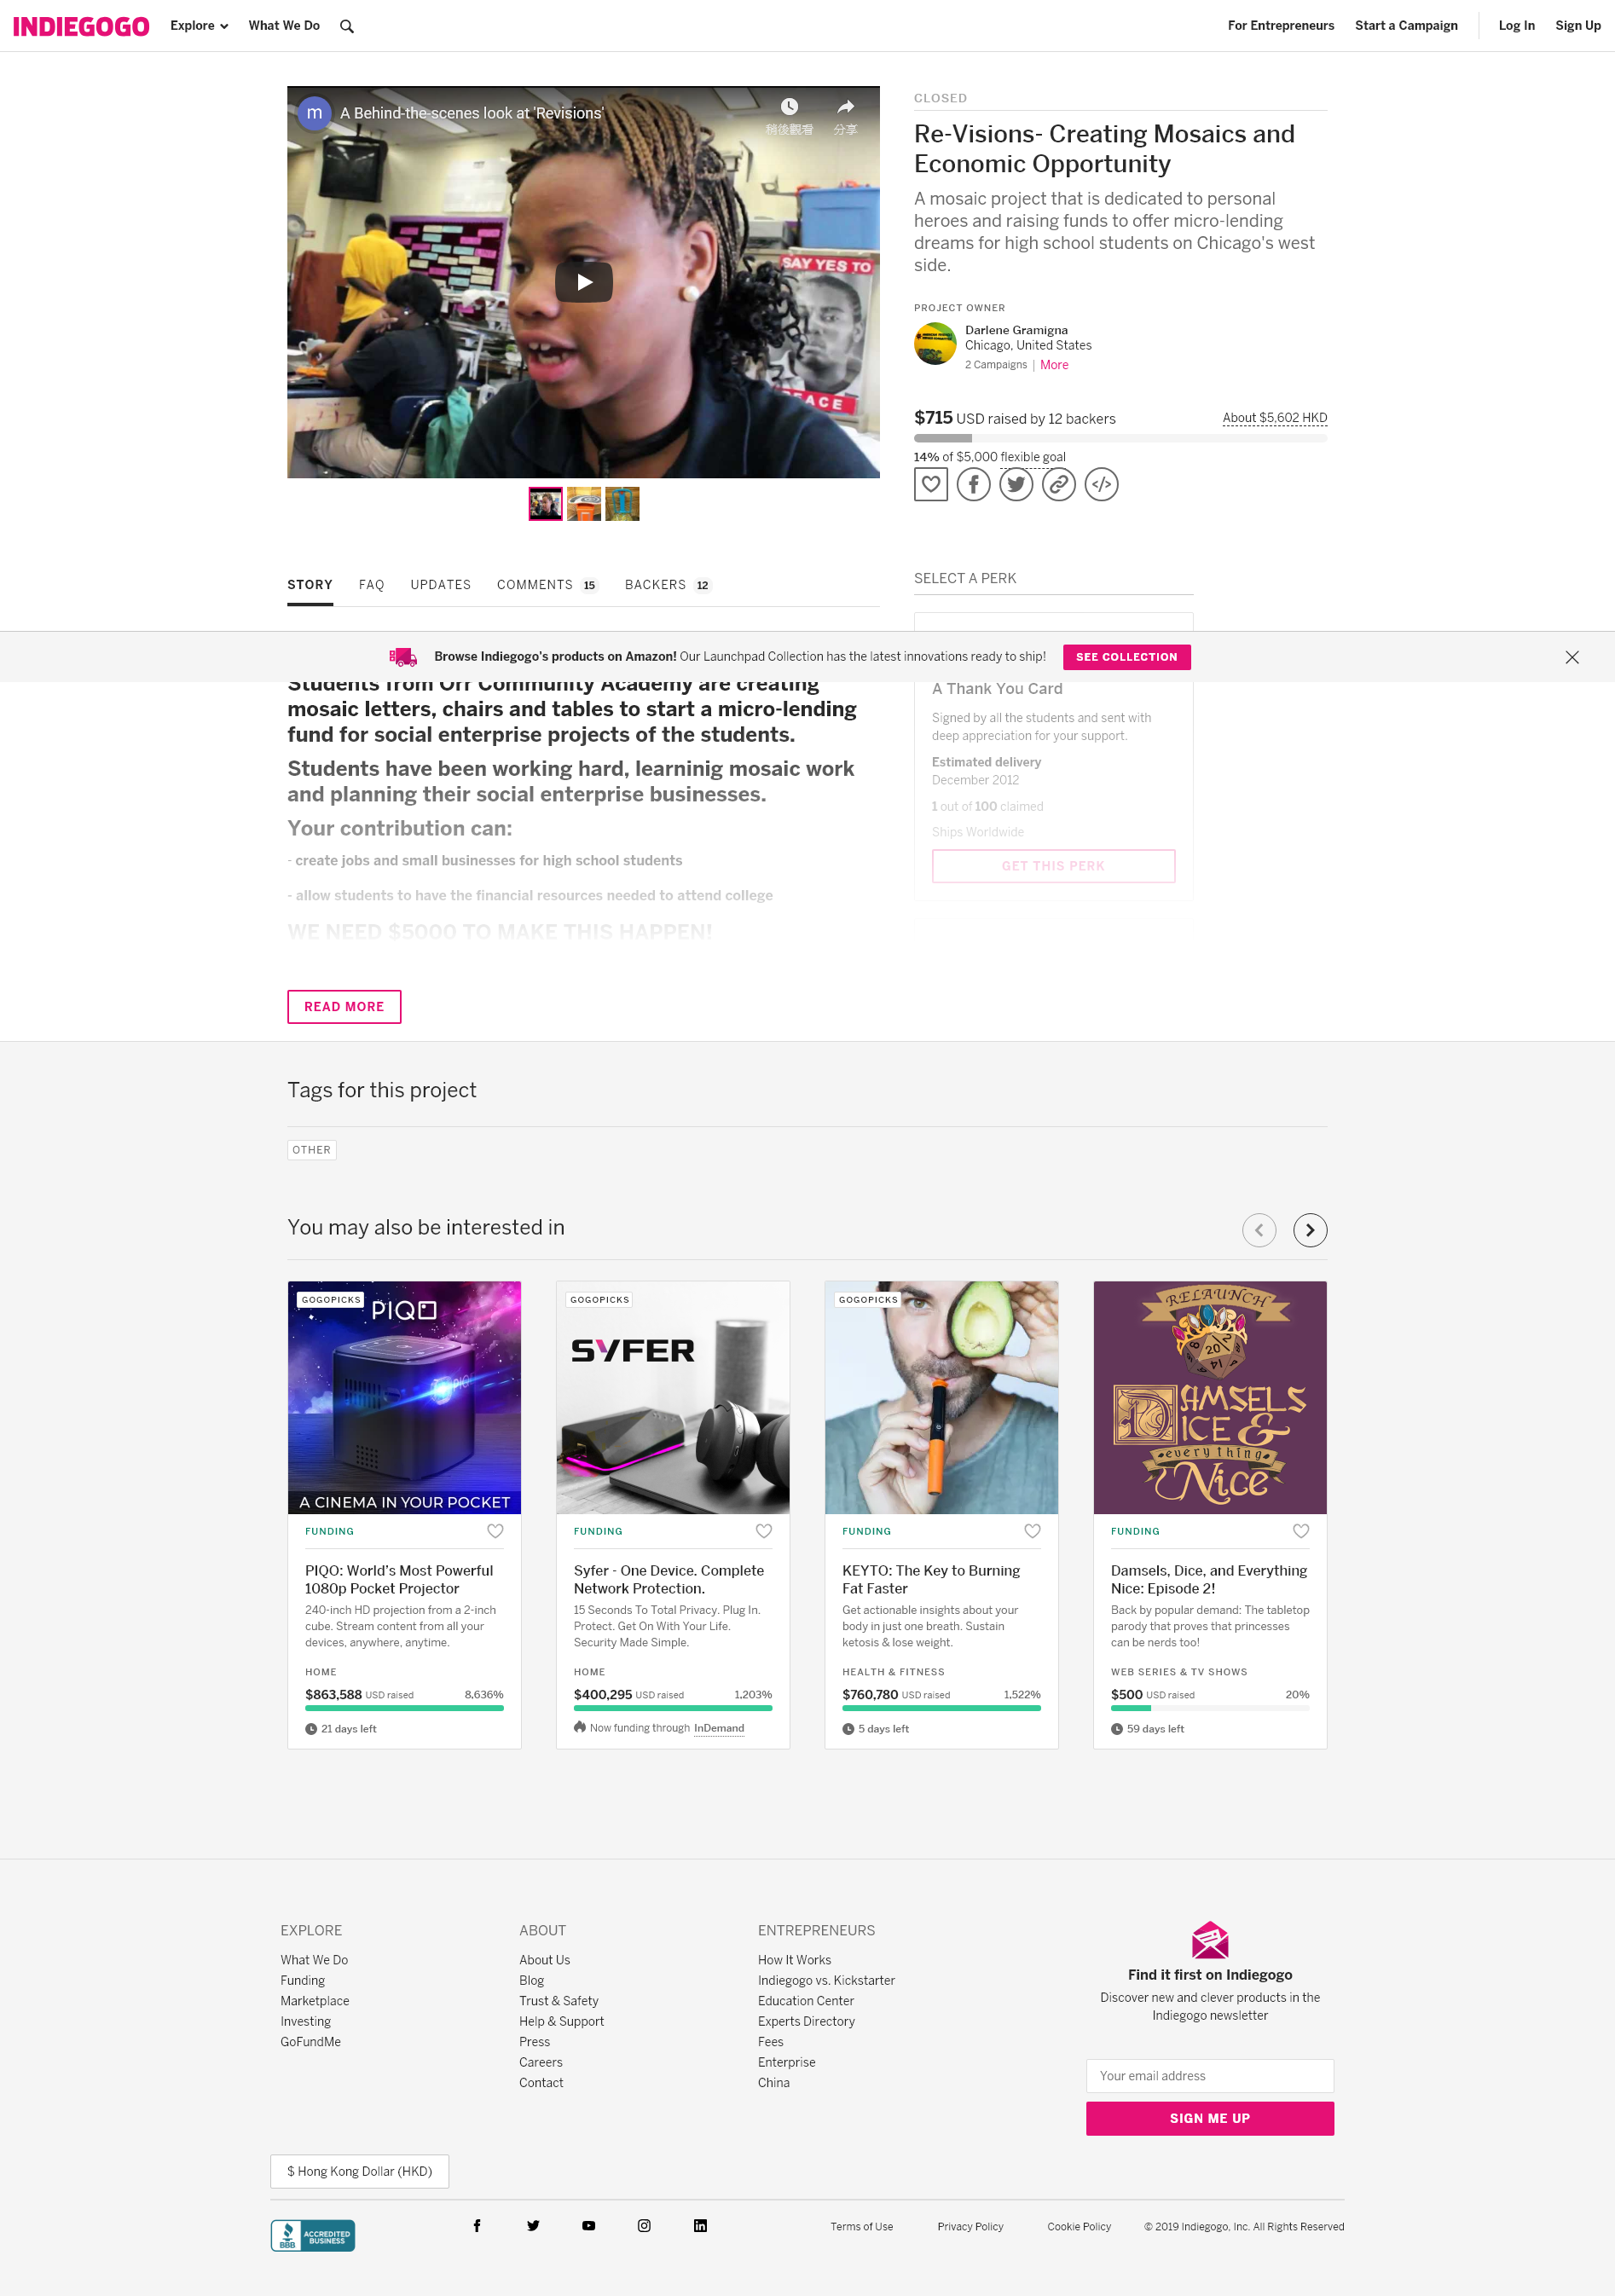 INDIEGOGO
Explore
What We Do
For Entrepreneurs
Start a Campaign
Log In
Sign Up
m
A Behind-the-scenes look at 'Revisions'
稍後觀看
分享
SAY YES TO
PEACE
CLOSED
Re-Visions- Creating Mosaics and
Economic Opportunity
A mosaic project that is dedicated to personal
heroes and raising funds to offer micro-lending
dreams for high school students on Chicago's west
side.
PROJECT OWNER
Darlene Gramigna
Chicago, United States
2 Campaigns | More
$715 USD raised by 12 backers
About $5,602 HKD
14% of $5,000 flexible goal
STORY
FAQ
UPDATES
COMMENTS 15
BACKERS 12
SELECT A PERK
Browse Indiegogo's products on Amazon! Our Launchpad Collection has the latest innovations ready to ship!
SEE COLLECTION
Students from Orr Community Academy are creating
mosaic letters, chairs and tables to start a micro-lending
fund for social enterprise projects of the students.
Students have been working hard, learninig mosaic work
and planning their social enterprise businesses.
Your contribution can:
- create jobs and small businesses for high school students
- allow students to have the financial resources needed to attend college
WE NEED $5000 TO MAKE THIS HAPPEN!
READ MORE
A Thank You Card
Signed by all the students and sent with
deep appreciation for your support.
Estimated delivery
December 2012
1 out of 100 claimed
Ships Worldwide
GET THIS PERK
Tags for this project
OTHER
You may also be interested in
GOGOPICKS
PIQO
PIQO
A CINEMA IN YOUR POCKET
FUNDING
PIQO: World's Most Powerful
1080p Pocket Projector
240-inch HD projection from a 2-inch
cube. Stream content from all your
devices, anywhere, anytime.
HOME
$863,588 USD raised
8,636%
21 days left
GOGOPICKS
SYFER
FUNDING
Syfer - One Device. Complete
Network Protection.
15 Seconds To Total Privacy. Plug In.
Protect. Get On With Your Life.
Security Made Simple.
HOME
$400,295 USD raised
1,203%
Now funding through InDemand
GOGOPICKS
FUNDING
KEYTO: The Key to Burning
Fat Faster
Get actionable insights about your
body in just one breath. Sustain
ketosis & lose weight.
HEALTH & FITNESS
$760,780 USD raised
1,522%
5 days left
RELAUNCH
20
14
DAMSELS
DICE &
everything
Nice
FUNDING
Damsels, Dice, and Everything
Nice: Episode 2!
Back by popular demand: The tabletop
parody that proves that princesses
can be nerds too!
WEB SERIES & TV SHOWS
$500 USD raised
20%
59 days left
EXPLORE
What We Do
Funding
Marketplace
Investing
GoFundMe
ABOUT
About Us
Blog
Trust & Safety
Help & Support
Press
Careers
Contact
ENTREPRENEURS
How It Works
Indiegogo vs. Kickstarter
Education Center
Experts Directory
Fees
Enterprise
China
Find it first on Indiegogo
Discover new and clever products in the
Indiegogo newsletter
Your email address
SIGN ME UP
$ Hong Kong Dollar (HKD)
BBB
ACCREDITED
BUSINESS
Terms of Use
Privacy Policy
Cookie Policy
© 2019 Indiegogo, Inc. All Rights Reserved